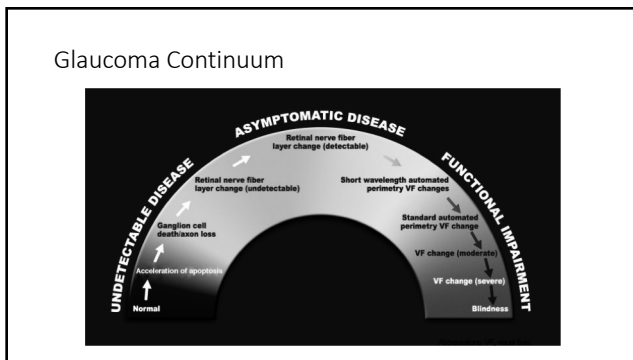 Glaucoma Continuum
UNDETECTABLE DISEASE
ASYMPTOMATIC DISEASE
FUNCTIONAL IMPAIRMENT
Normal
Acceleration of apoptosis
Ganglion cell
death/axon loss
Retinal nerve fiber
layer change (undetectable)
Retinal nerve fiber
layer change (detectable)
Short wavelength automated
perimetry VF changes
Standard automated
perimetry VF change
VF change (moderate)
VF change (severe)
Blindness